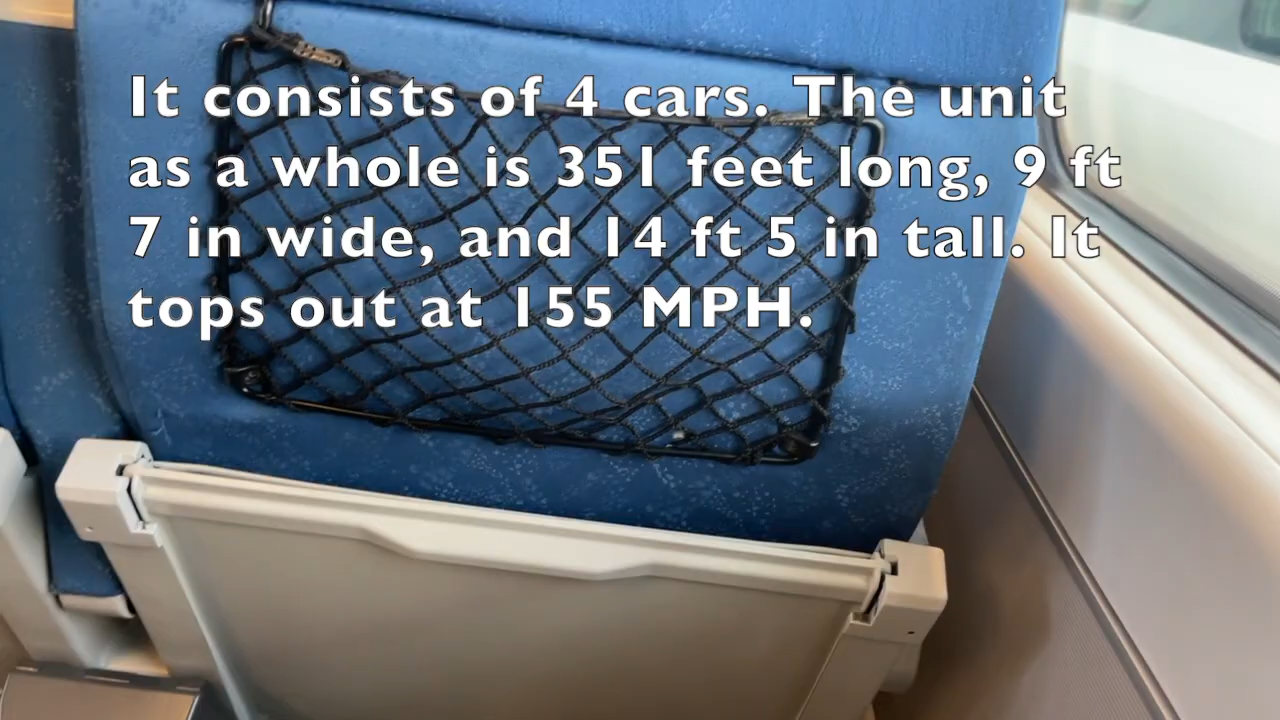 It consists of 4 cars. The unit
as a whole is 351 feet long, 9 ft
7 in wide, and 14 ft 5 in tall. It
tops out at 155 MPH.